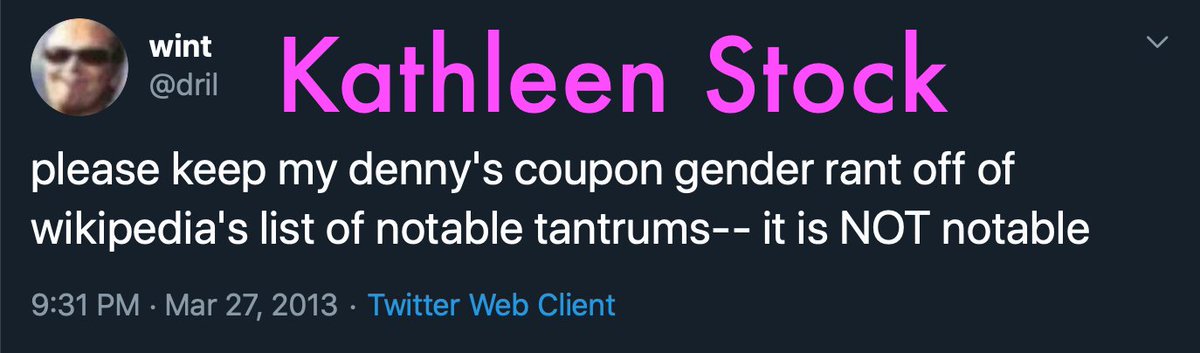 wint
@dril
Kathleen Stock
please keep my denny's coupon gender rant off of
wikipedia's list of notable tantrums-- it is NOT notable
9:31 PM · Mar 27, 2013 · Twitter Web Client